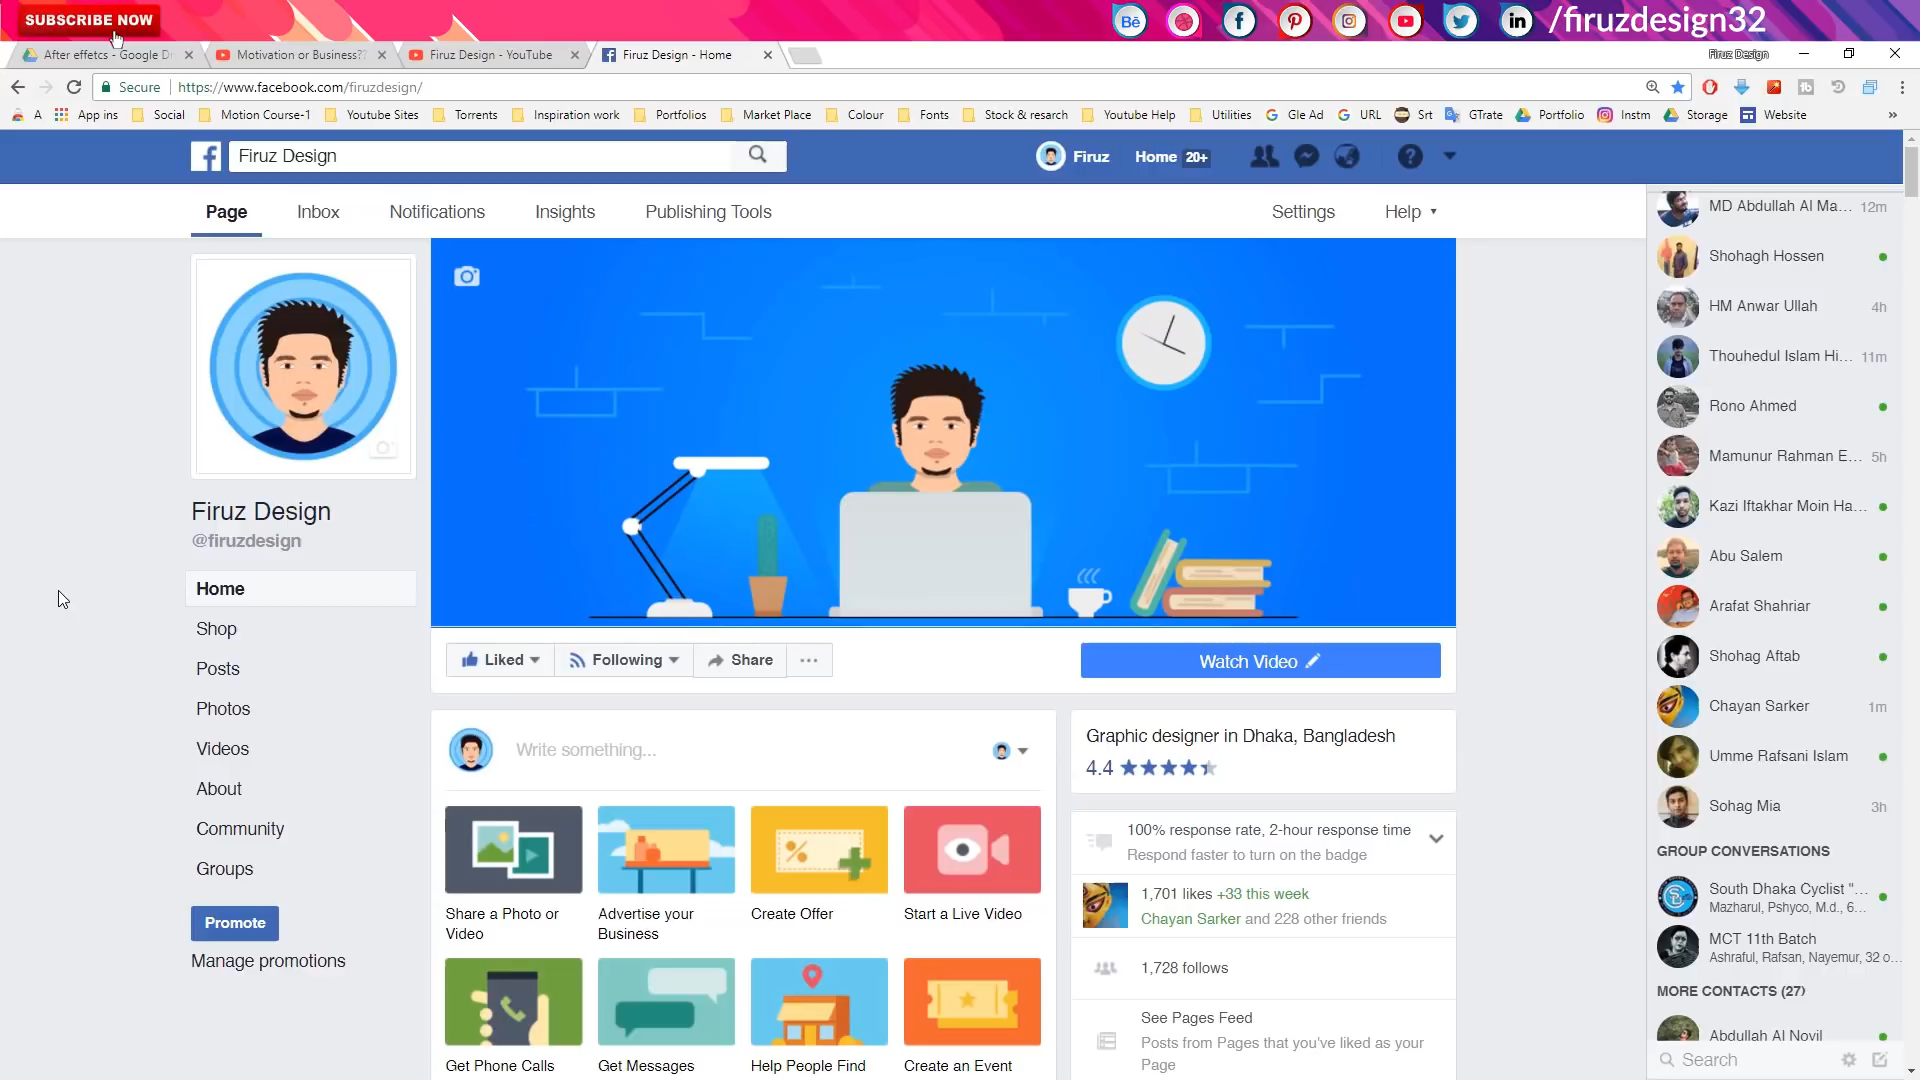 SUBSCRIBE NOW
/firuzdesign32
After effetcs - Google Dr
Motivation or Business??
Firuz Design - YouTube
Firuz Design - Home
Firuz Design
Secure
https://www.facebook.com/firuzdesign/
A
App ins
Social
Motion Course-1
Youtube Sites
Torrents
Inspiration work
Portfolios
Market Place
Colour
Fonts
Stock & resarch
Youtube Help
Utilities
Gle Ad
URL
Srt
GTrate
Portfolio
Instm
Storage
Website
»
Firuz Design
Firuz
Home 20+
Page
Inbox
Notifications
Insights
Publishing Tools
Settings
Help
Firuz Design
@firuzdesign
Home
Shop
Posts
Photos
Videos
About
Community
Groups
Promote
Manage promotions
Liked
Following
Share
...
Watch Video
Write something...
Share a Photo or
Video
Advertise your
Business
Create Offer
Start a Live Video
Get Phone Calls
Get Messages
Help People Find
Create an Event
Graphic designer in Dhaka, Bangladesh
4.4
100% response rate, 2-hour response time
Respond faster to turn on the badge
1,701 likes +33 this week
Chayan Sarker and 228 other friends
1,728 follows
See Pages Feed
Posts from Pages that you've liked as your
Page
MD Abdullah Al Ma... 12m
Shohagh Hossen
HM Anwar Ullah 4h
Thouhedul Islam Hi... 11m
Rono Ahmed
Mamunur Rahman E... 5h
Kazi Iftakhar Moin Ha...
Abu Salem
Arafat Shahriar
Shohag Aftab
Chayan Sarker 1m
Umme Rafsani Islam
Sohag Mia 3h
GROUP CONVERSATIONS
South Dhaka Cyclist "...
Mazharul, Pshyco, M.d., 6...
MCT 11th Batch
Ashraful, Rafsan, Nayemur, 32 o...
MORE CONTACTS (27)
Abdullah Al Novil
Search